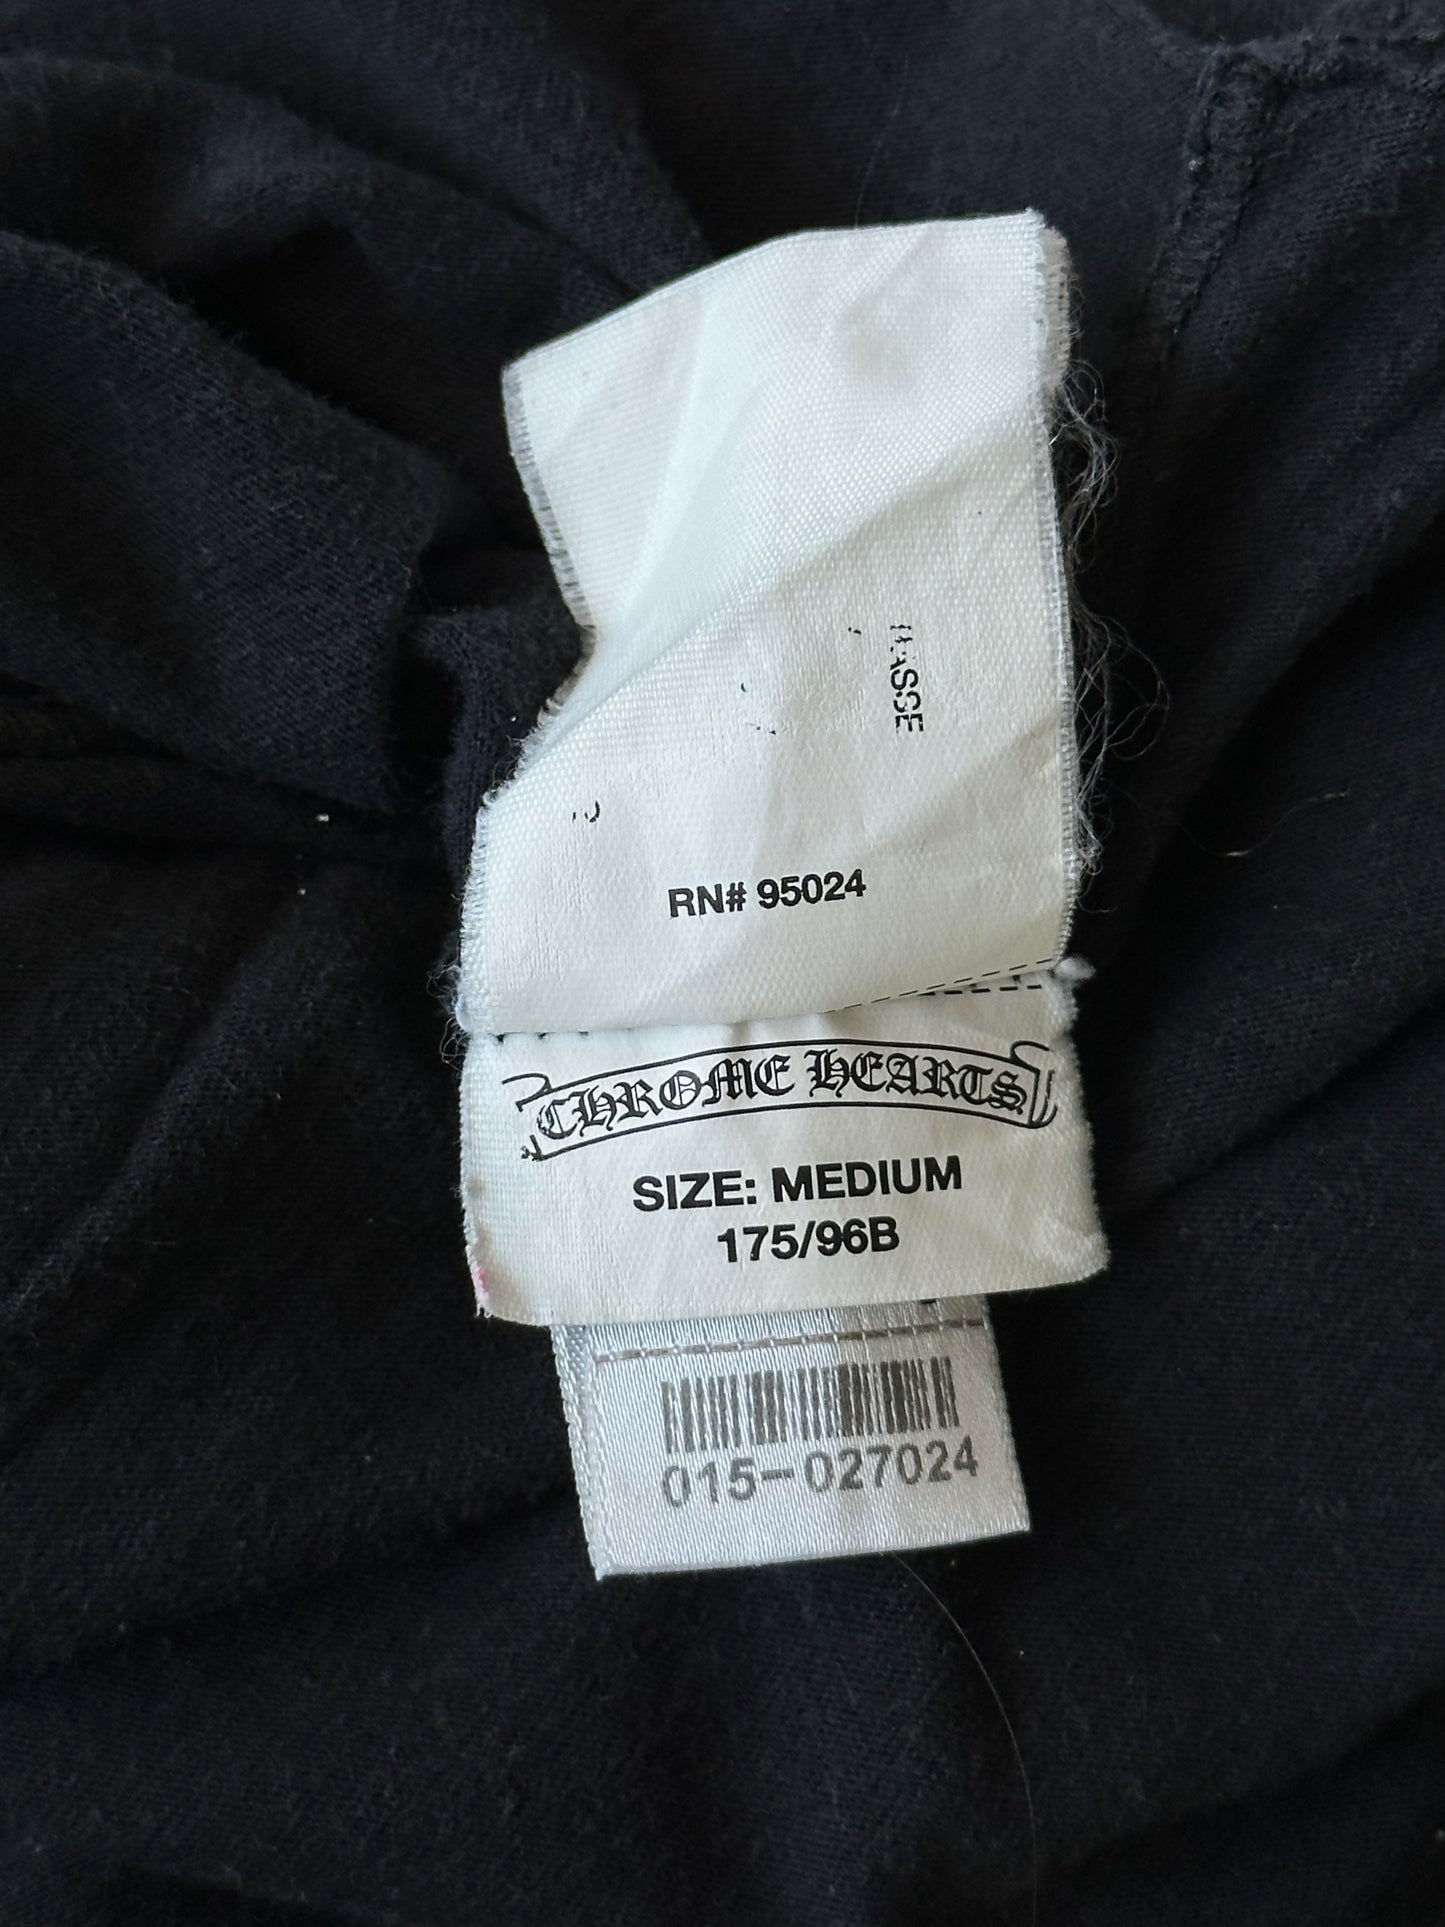 RN# 95024
CHROME HEARTS
SIZE: MEDIUM
175/96B
015-027024